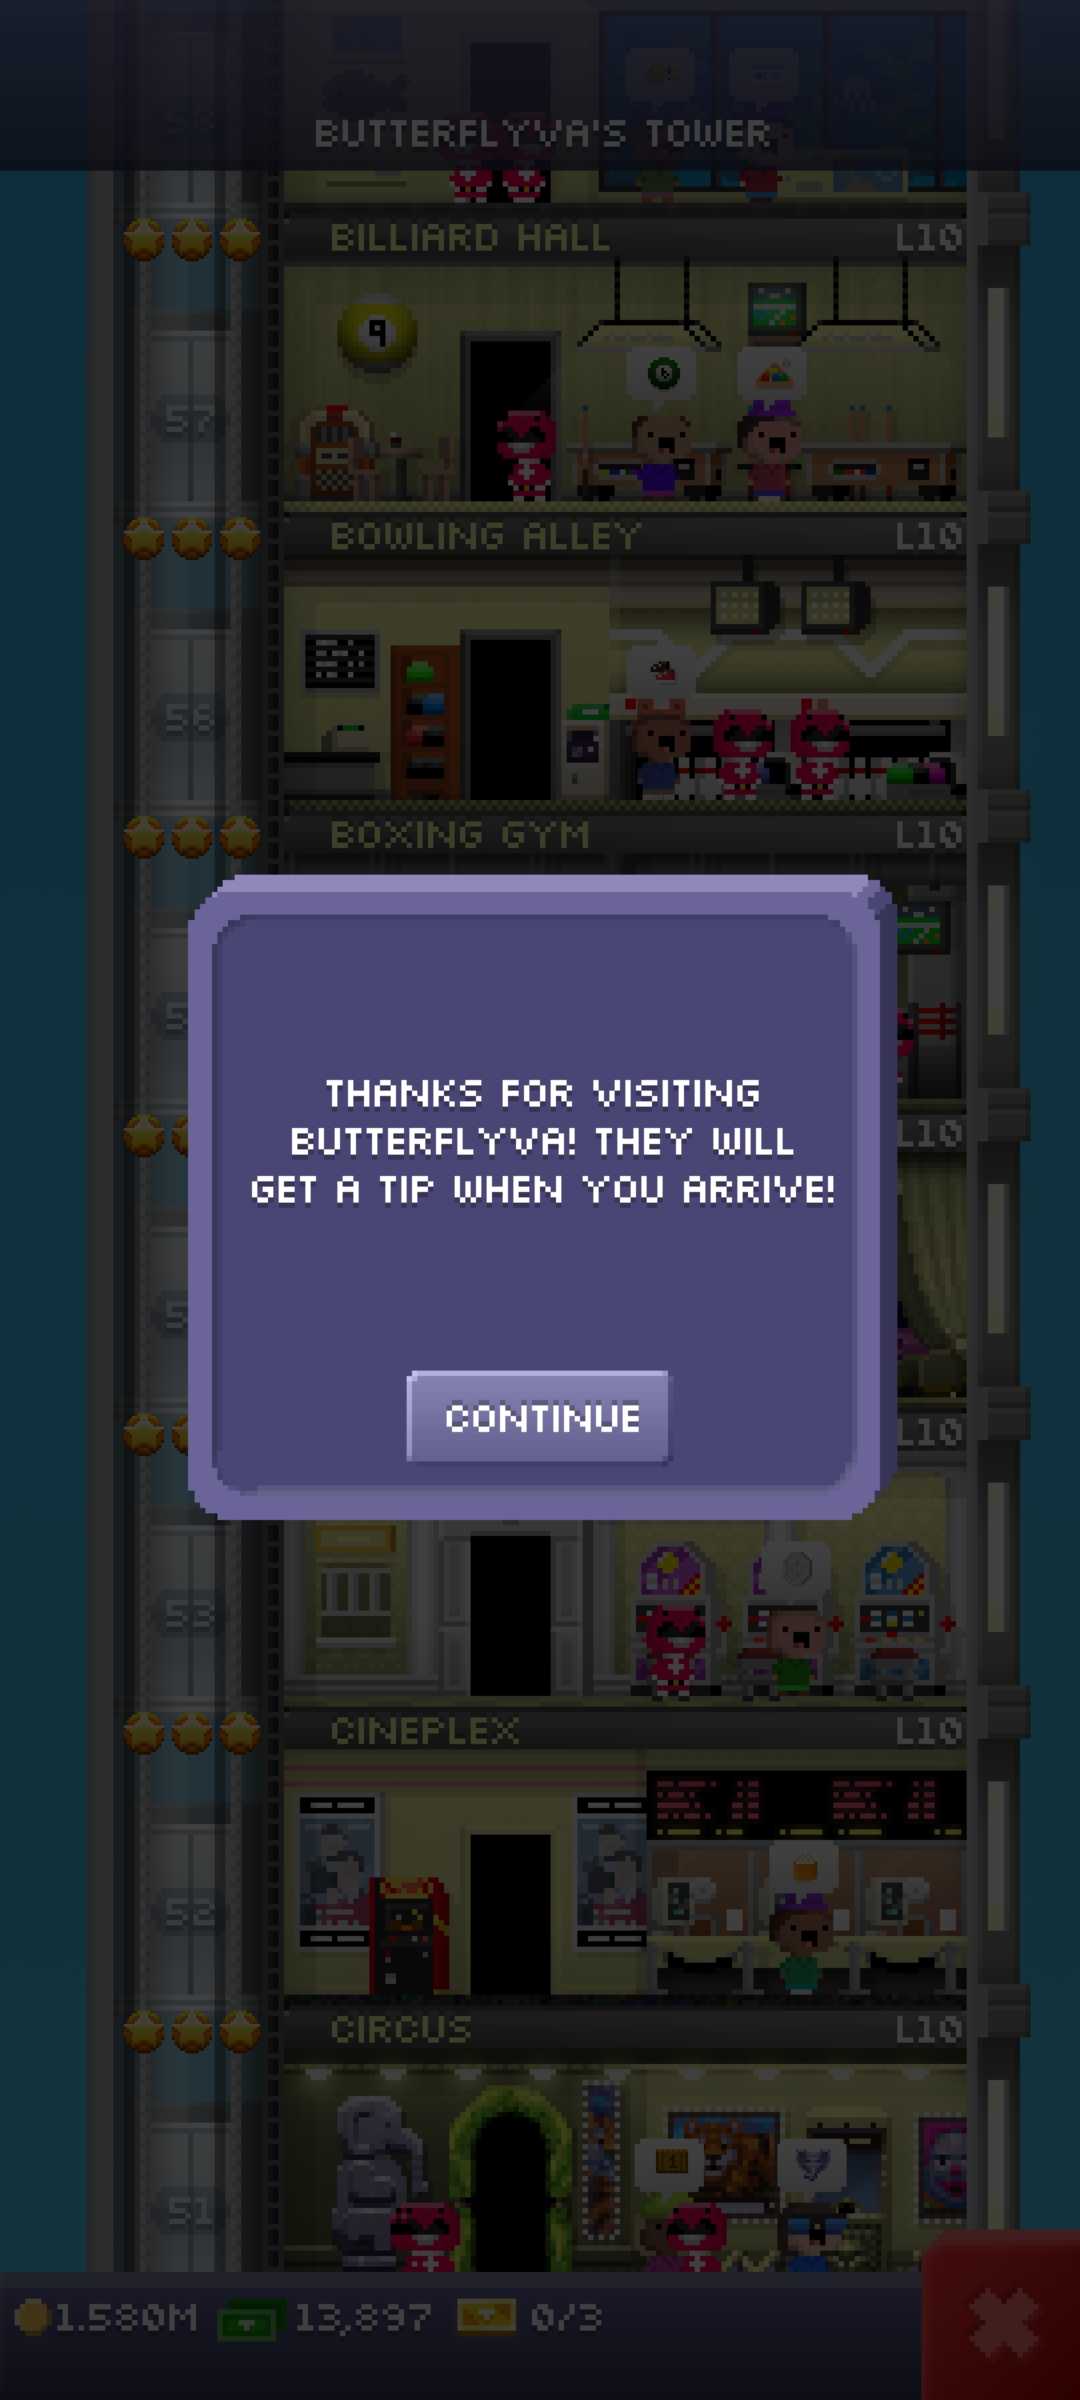 BUTTERFLYVA'S TOWER
BILLIARD HALL L10
9
57
BOWLING ALLEY L10
58
BOXING GYM L10
THANKS FOR VISITING
BUTTERFLYVA! THEY WILL
GET A TIP WHEN YOU ARRIVE!
L10
CONTINUE
L10
53
CINEPLEX L10
52
CIRCUS L10
51
1.580M 13,897 0/3